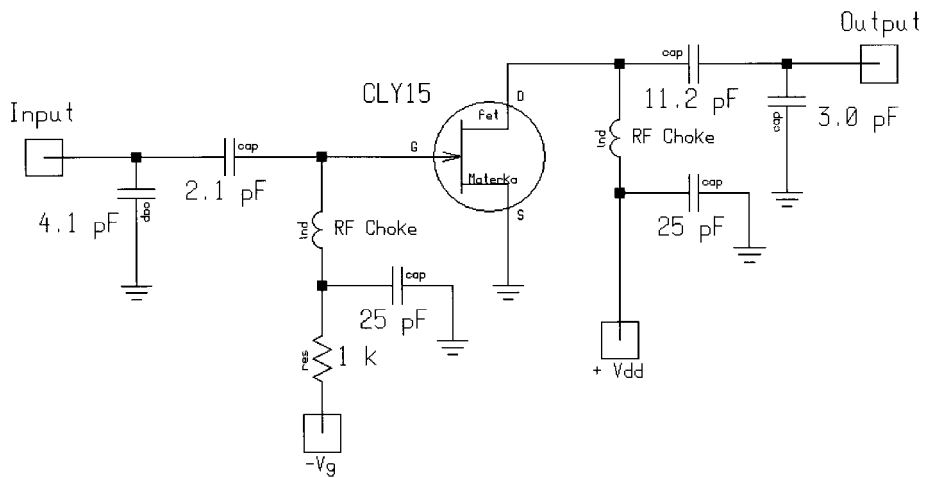 Output
cap
11.2 pF
cap
3.0 pF
CLY15
D
Fet
G
Materka
S
ind RF Choke
cap
25 pF
+ Vdd
Input
cap
4.1 pF
cap
2.1 pF
ind RF Choke
cap
25 pF
res 1 k
-Vg